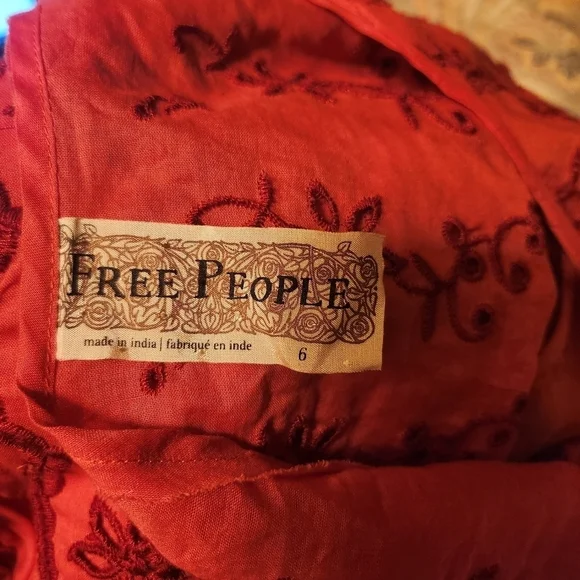 FREE PEOPLE
made in india | fabriqué en inde
6